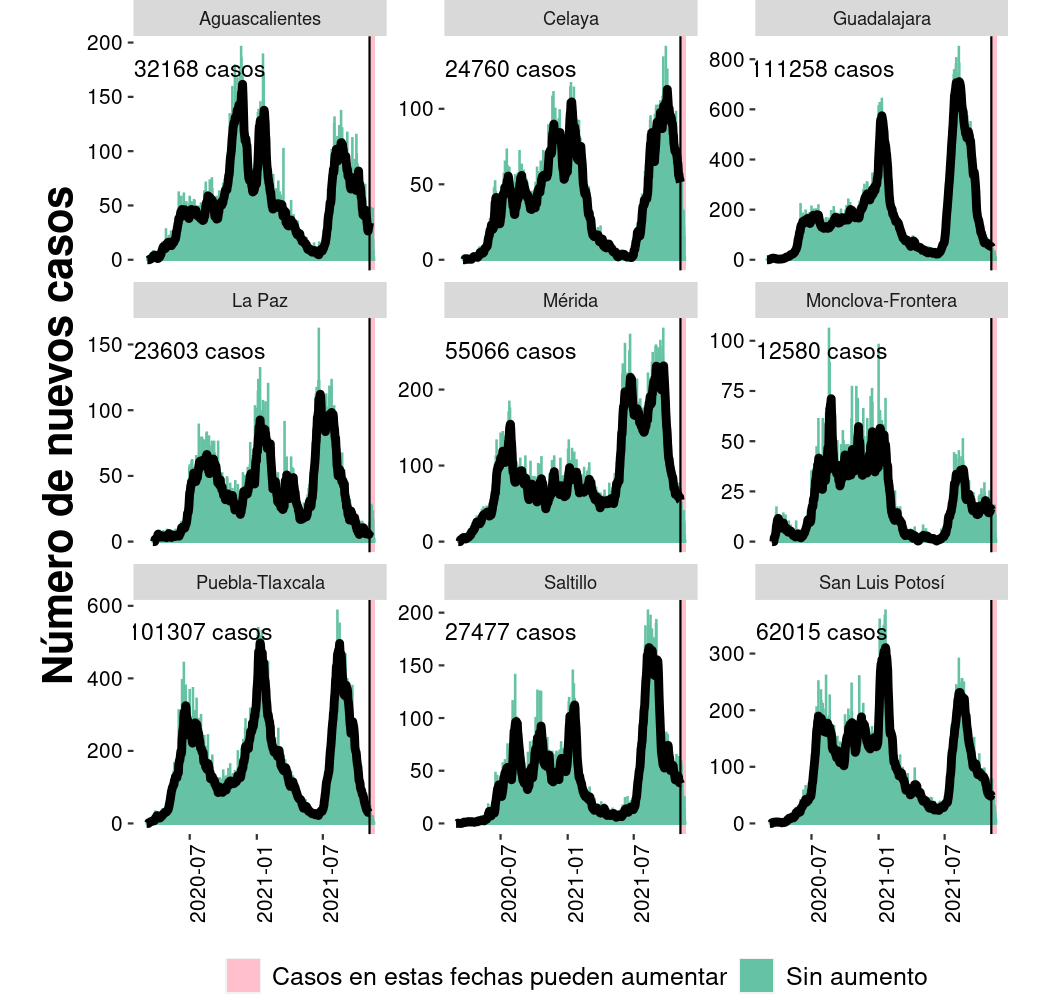 Número de nuevos casos
Aguascalientes
Celaya
Guadalajara
200
150
100
50
0
32168 casos
100
50
0
24760 casos
800
600
400
200
0
111258 casos
La Paz
Mérida
Monclova-Frontera
150
100
50
0
23603 casos
200
100
0
55066 casos
100
75
50
25
0
12580 casos
Puebla-Tlaxcala
Saltillo
San Luis Potosí
600
400
200
0
101307 casos
200
150
100
50
0
27477 casos
300
200
100
0
62015 casos
2020-07
2021-01
2021-07
2020-07
2021-01
2021-07
2020-07
2021-01
2021-07
Casos en estas fechas pueden aumentar
Sin aumento